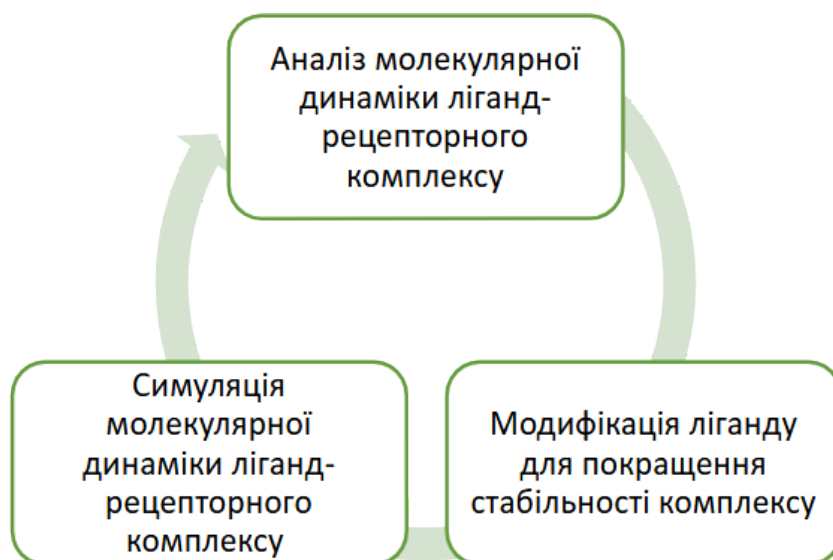 Аналіз молекулярної
динаміки ліганд-
рецепторного
комплексу
Симуляція
молекулярної
динаміки ліганд-
рецепторного
комплексу
Модифікація ліганду
для покращення
стабільності комплексу